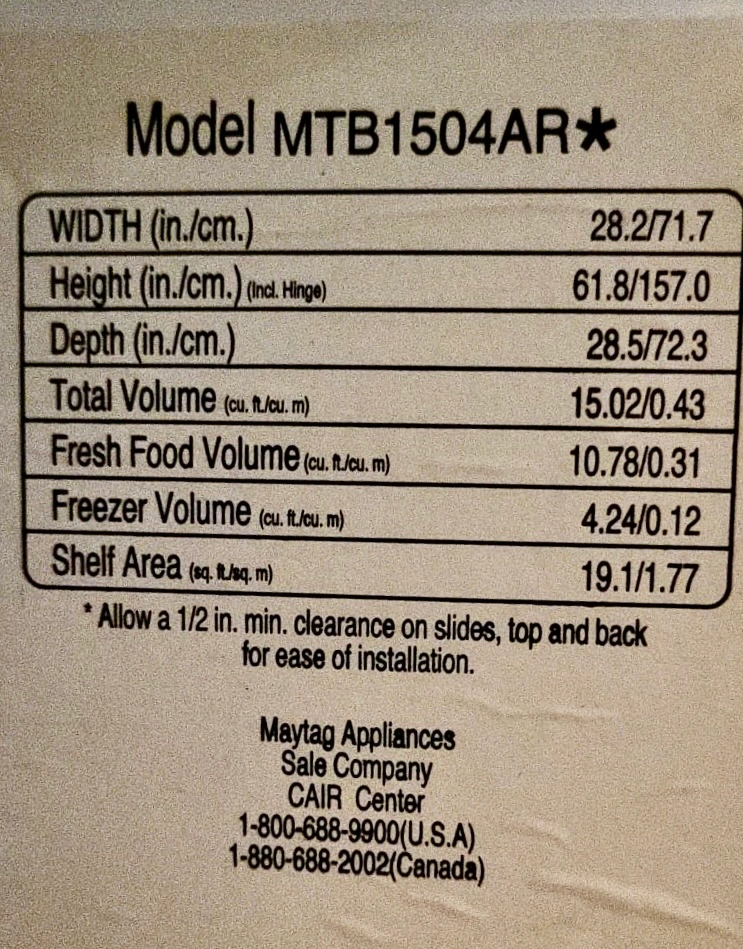 Model MTB1504AR*
WIDTH (in./cm.) 28.2/71.7
Height (in./cm.) (Incl. Hinge) 61.8/157.0
Depth (in./cm.) 28.5/72.3
Total Volume (cu. ft./cu. m) 15.02/0.43
Fresh Food Volume (cu. ft./cu. m) 10.78/0.31
Freezer Volume (cu. ft./cu. m) 4.24/0.12
Shelf Area (sq. ft./sq. m) 19.1/1.77
* Allow a 1/2 in. min. clearance on slides, top and back
for ease of installation.
Maytag Appliances
Sale Company
CAIR Center
1-800-688-9900(U.S.A)
1-880-688-2002(Canada)